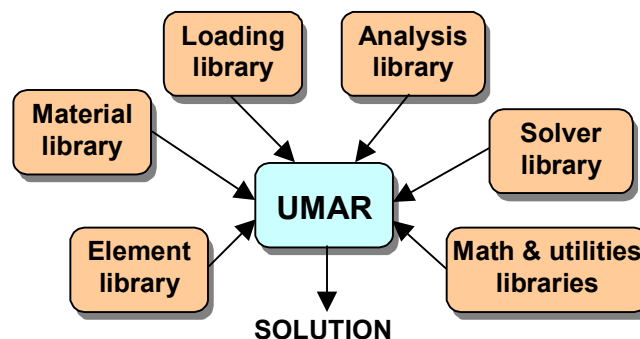 Loading
library
Analysis
library
Material
library
Solver
library
UMAR
Element
library
Math & utilities
libraries
SOLUTION